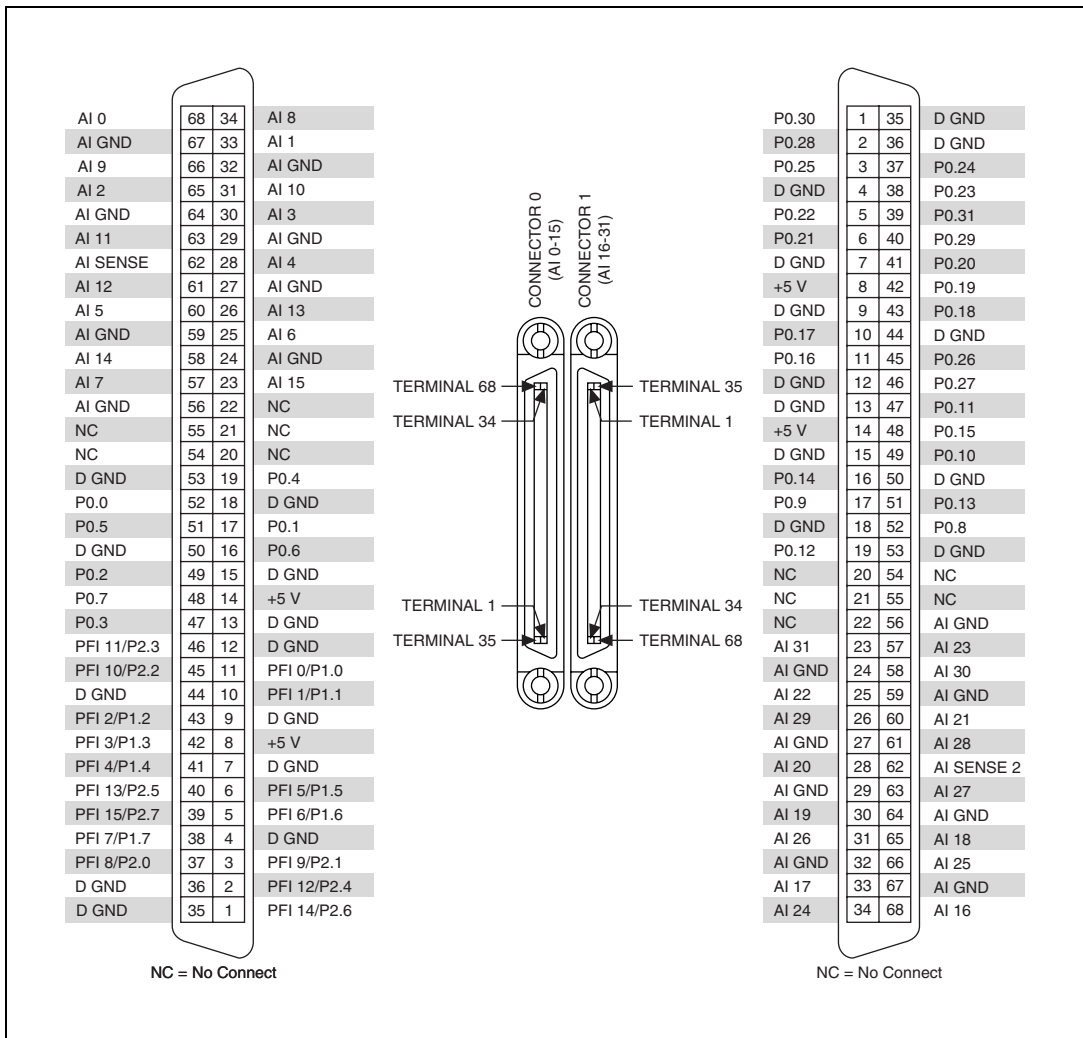 AI 0 68 34 AI 8
AI GND 67 33 AI 1
AI 9 66 32 AI GND
AI 2 65 31 AI 10
AI GND 64 30 AI 3
AI 11 63 29 AI GND
AI SENSE 62 28 AI 4
AI 12 61 27 AI GND
AI 5 60 26 AI 13
AI GND 59 25 AI 6
AI 14 58 24 AI GND
AI 7 57 23 AI 15
AI GND 56 22 NC
NC 55 21 NC
NC 54 20 NC
D GND 53 19 P0.4
P0.0 52 18 D GND
P0.5 51 17 P0.1
D GND 50 16 P0.6
P0.2 49 15 D GND
P0.7 48 14 +5 V
P0.3 47 13 D GND
PFI 11/P2.3 46 12 D GND
PFI 10/P2.2 45 11 PFI 0/P1.0
D GND 44 10 PFI 1/P1.1
PFI 2/P1.2 43 9 D GND
PFI 3/P1.3 42 8 +5 V
PFI 4/P1.4 41 7 D GND
PFI 13/P2.5 40 6 PFI 5/P1.5
PFI 15/P2.7 39 5 PFI 6/P1.6
PFI 7/P1.7 38 4 D GND
PFI 8/P2.0 37 3 PFI 9/P2.1
D GND 36 2 PFI 12/P2.4
D GND 35 1 PFI 14/P2.6
NC = No Connect
CONNECTOR 0
(AI 0-15)
CONNECTOR 1
(AI 16-31)
TERMINAL 68
TERMINAL 34
TERMINAL 35
TERMINAL 1
TERMINAL 1
TERMINAL 35
TERMINAL 34
TERMINAL 68
P0.30 1 35 D GND
P0.28 2 36 D GND
P0.25 3 37 P0.24
D GND 4 38 P0.23
P0.22 5 39 P0.31
P0.21 6 40 P0.29
D GND 7 41 P0.20
+5 V 8 42 P0.19
D GND 9 43 P0.18
P0.17 10 44 D GND
P0.16 11 45 P0.26
D GND 12 46 P0.27
D GND 13 47 P0.11
+5 V 14 48 P0.15
D GND 15 49 P0.10
P0.14 16 50 D GND
P0.9 17 51 P0.13
D GND 18 52 P0.8
P0.12 19 53 D GND
NC 20 54 NC
NC 21 55 NC
NC 22 56 AI GND
AI 31 23 57 AI 23
AI GND 24 58 AI 30
AI 22 25 59 AI GND
AI 29 26 60 AI 21
AI GND 27 61 AI 28
AI 20 28 62 AI SENSE 2
AI GND 29 63 AI 27
AI 19 30 64 AI GND
AI 26 31 65 AI 18
AI GND 32 66 AI 25
AI 17 33 67 AI GND
AI 24 34 68 AI 16
NC = No Connect